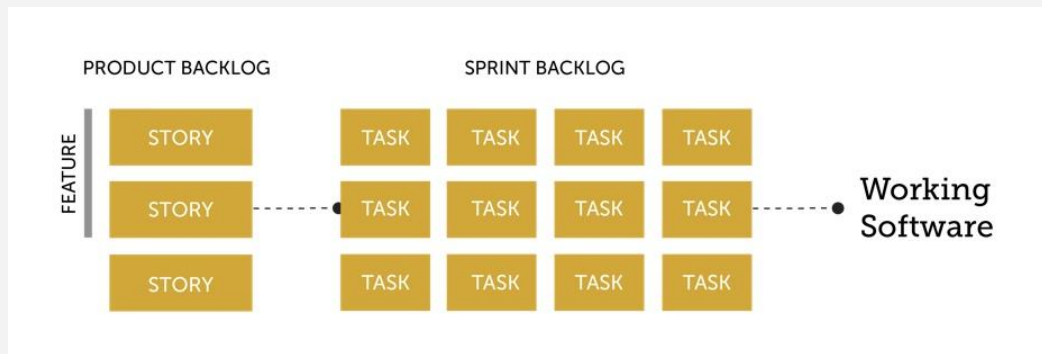 PRODUCT BACKLOG
SPRINT BACKLOG
FEATURE
STORY
TASK
TASK
TASK
TASK
STORY
TASK
TASK
TASK
TASK
Working
Software
STORY
TASK
TASK
TASK
TASK